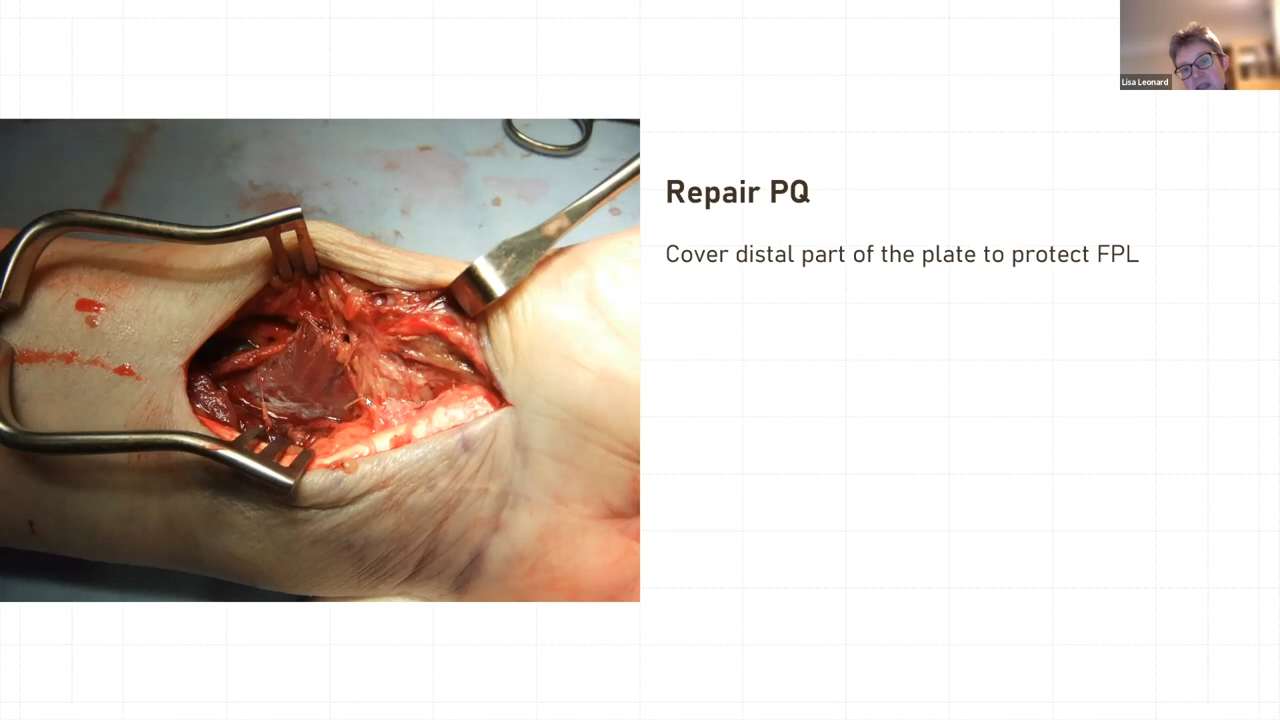 Lisa Leonard
Repair PQ
Cover distal part of the plate to protect FPL